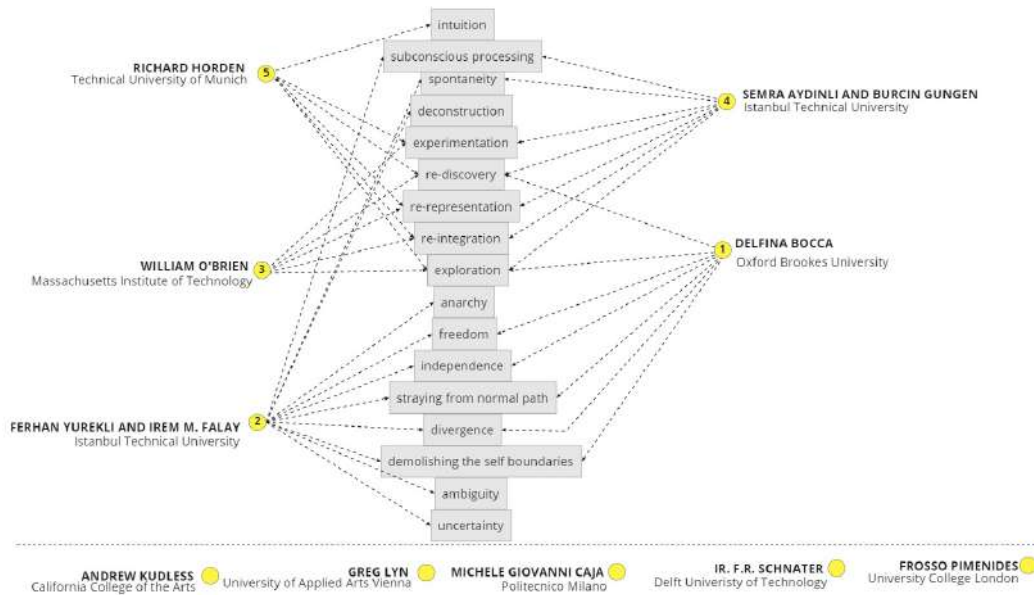 intuition
subconscious processing
spontaneity
deconstruction
experimentation
re-discovery
re-representation
re-integration
exploration
anarchy
freedom
independence
straying from normal path
divergence
demolishing the self boundaries
ambiguity
uncertainty
RICHARD HORDEN
Technical University of Munich
5
WILLIAM O'BRIEN
Massachusetts Institute of Technology
3
FERHAN YUREKLI AND IREM M. FALAY
Istanbul Technical University
2
4
SEMRA AYDINLI AND BURCIN GUNGEN
Istanbul Technical University
1
DELFINA BOCCA
Oxford Brookes University
ANDREW KUDLESS
California College of the Arts
GREG LYN
University of Applied Arts Vienna
MICHELE GIOVANNI CAJA
Politecnico Milano
IR. F.R. SCHNATER
Delft Univeristy of Technology
FROSSO PIMENIDES
University College London